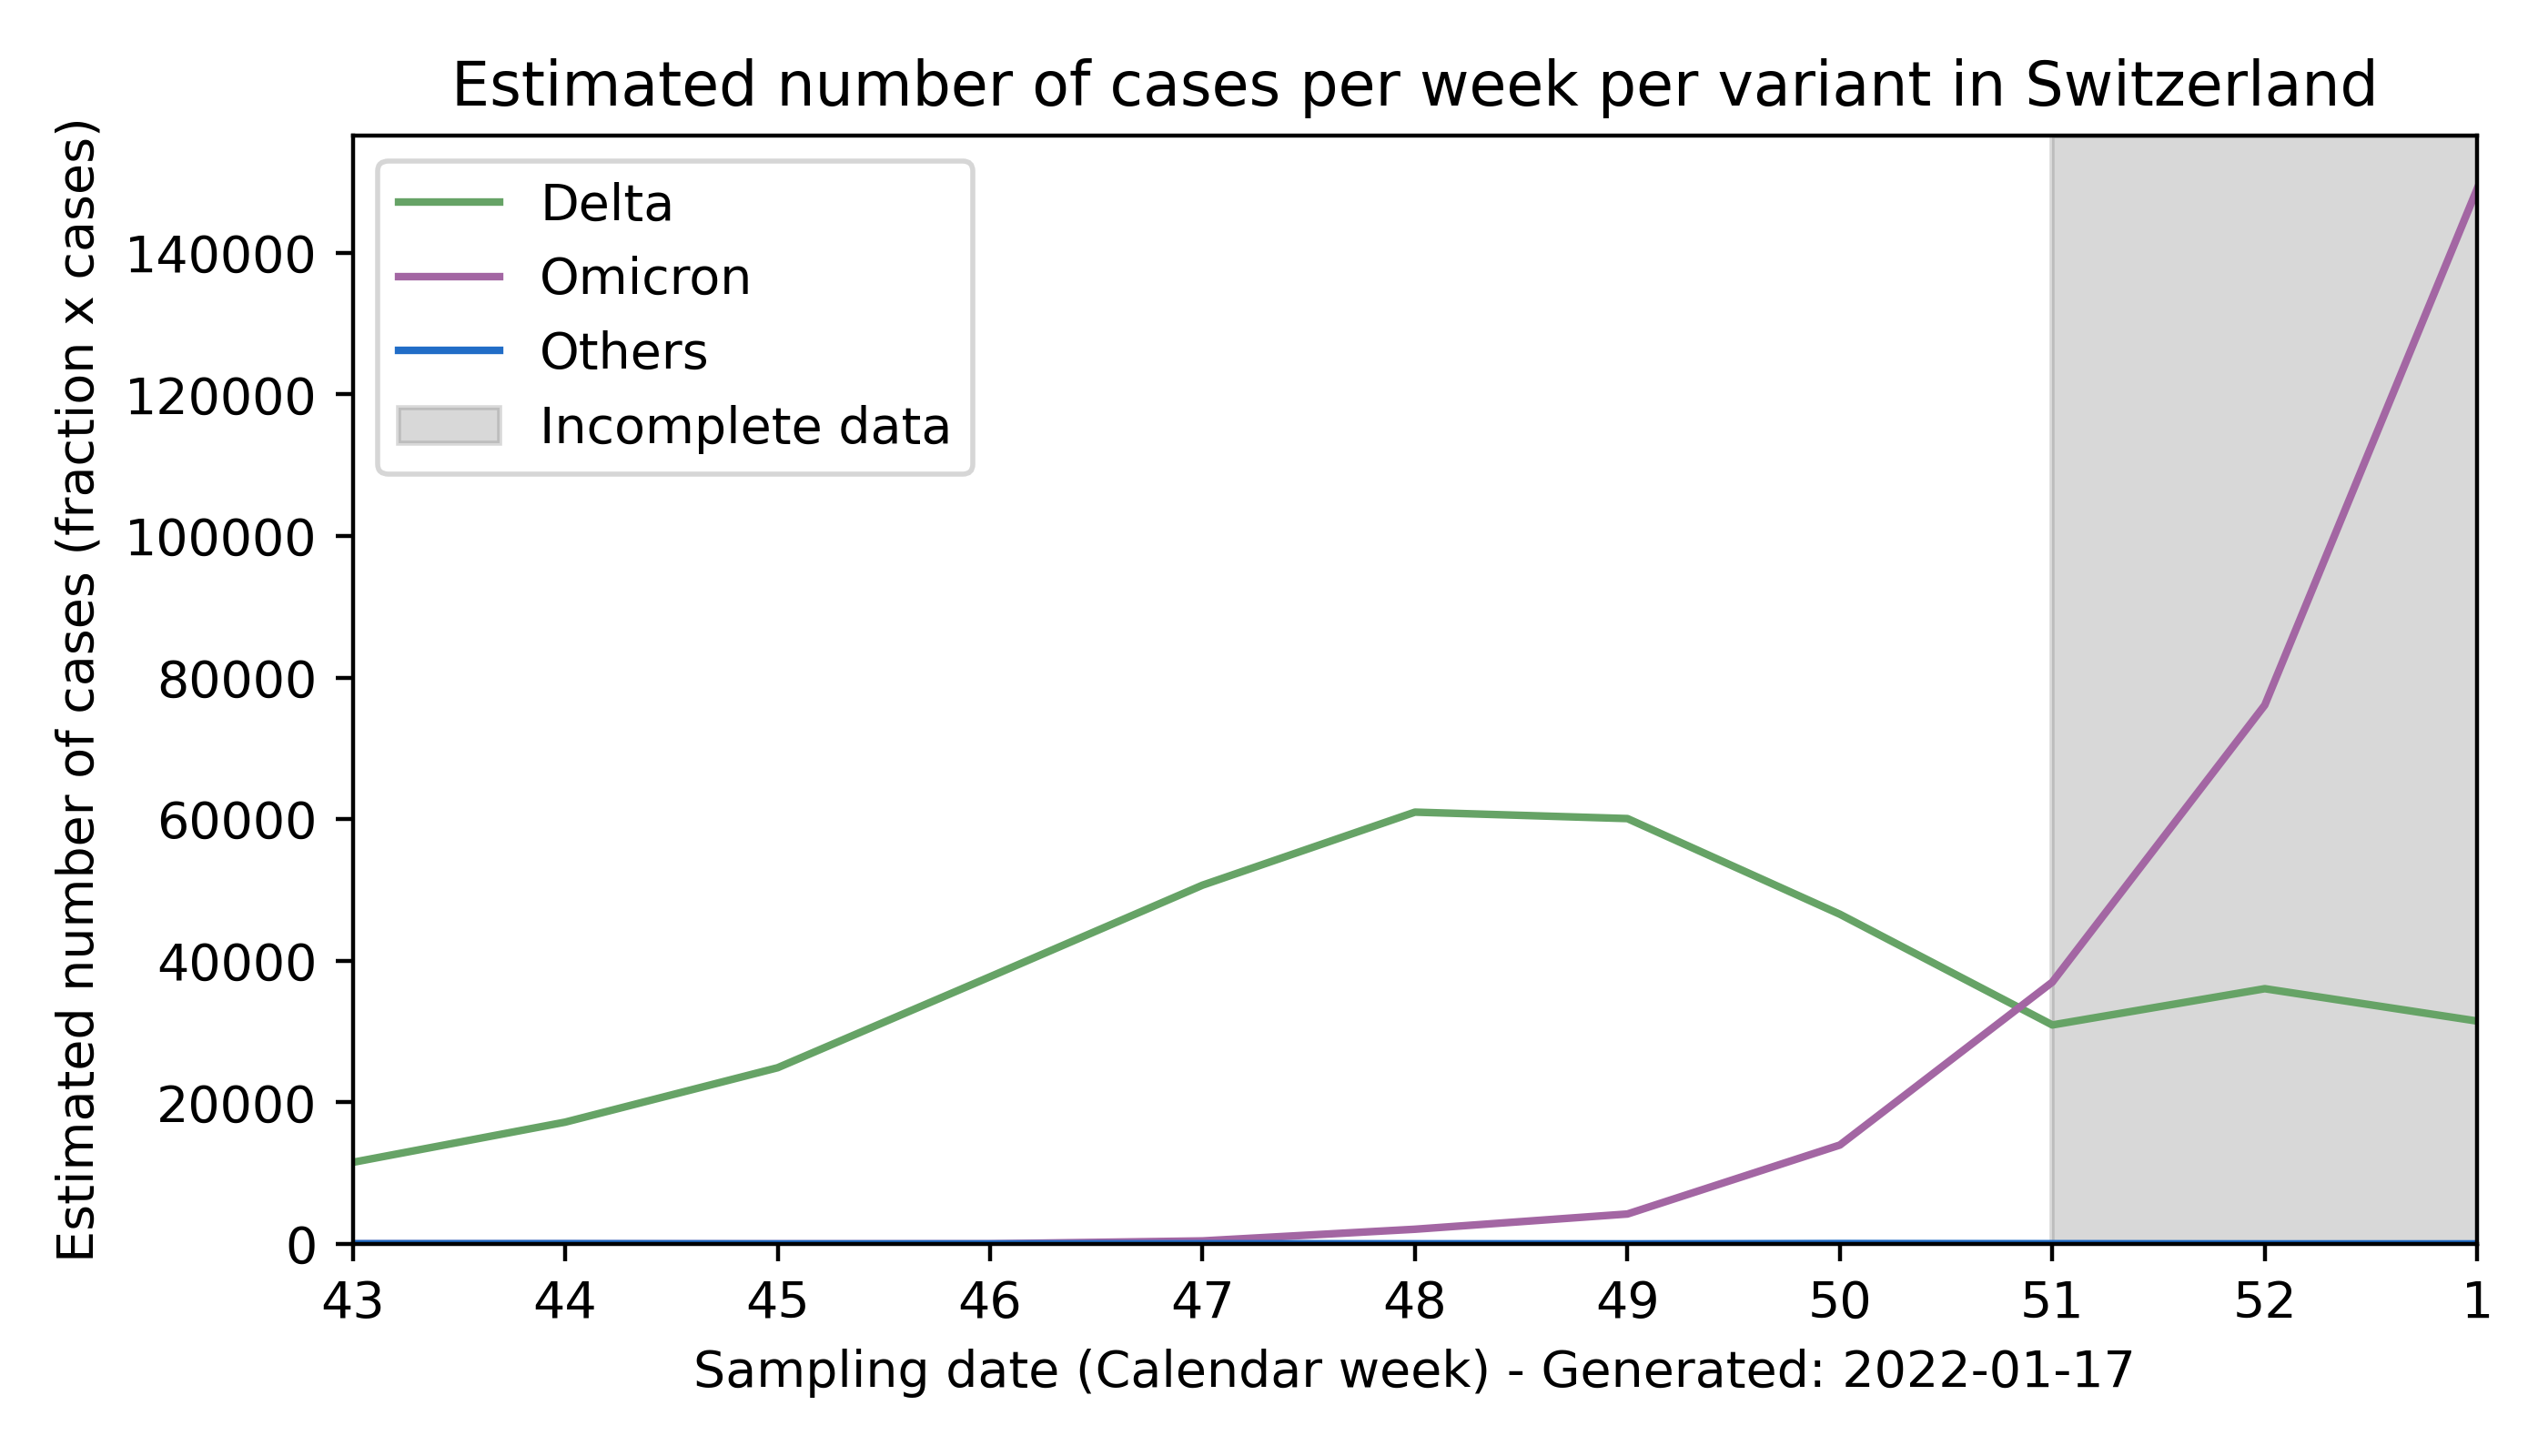 Estimated number of cases per week per variant in Switzerland
Estimated number of cases (fraction x cases)
Delta
Omicron
Others
Incomplete data
140000
120000
100000
80000
60000
40000
20000
0
43 44 45 46 47 48 49 50 51 52 1
Sampling date (Calendar week) - Generated: 2022-01-17